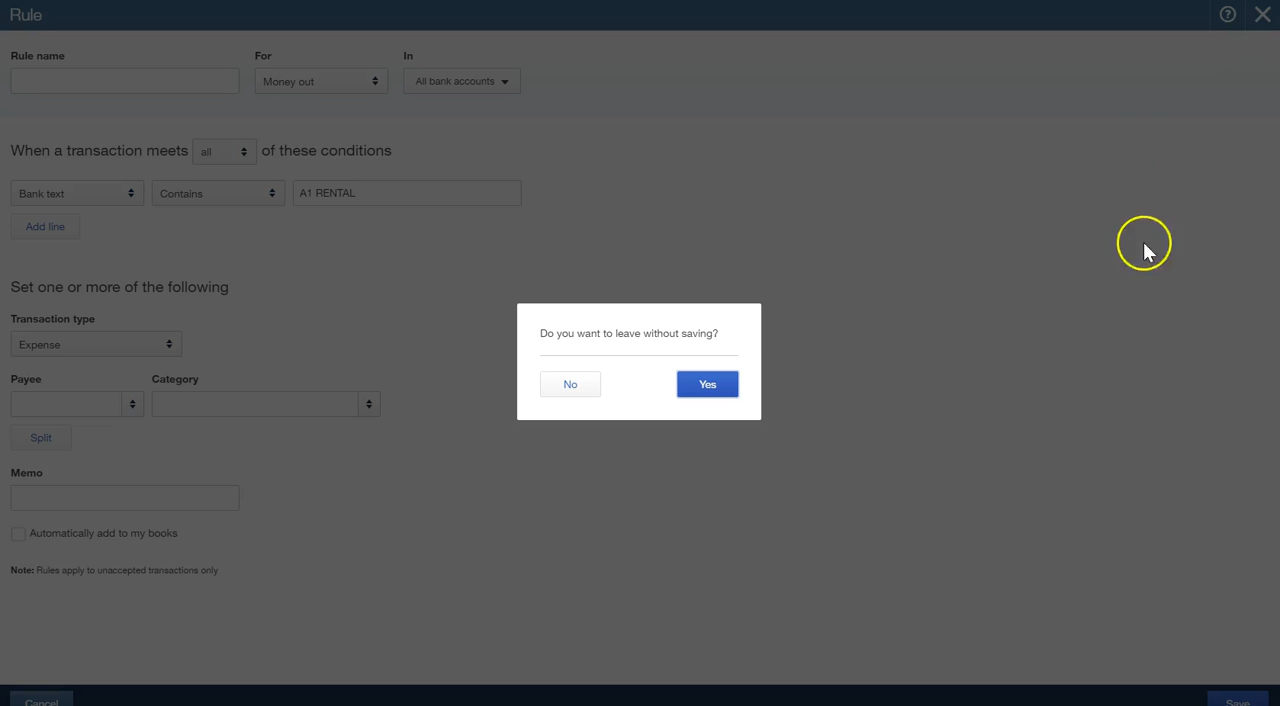 Rule
Rule name For In
Money out All bank accounts
When a transaction meets all of these conditions
Bank text Contains A1 RENTAL
Add line
Set one or more of the following
Transaction type
Expense
Payee Category
Split
Memo
Automatically add to my books
Note: Rules apply to unaccepted transactions only
Do you want to leave without saving?
No Yes
Cancel Save